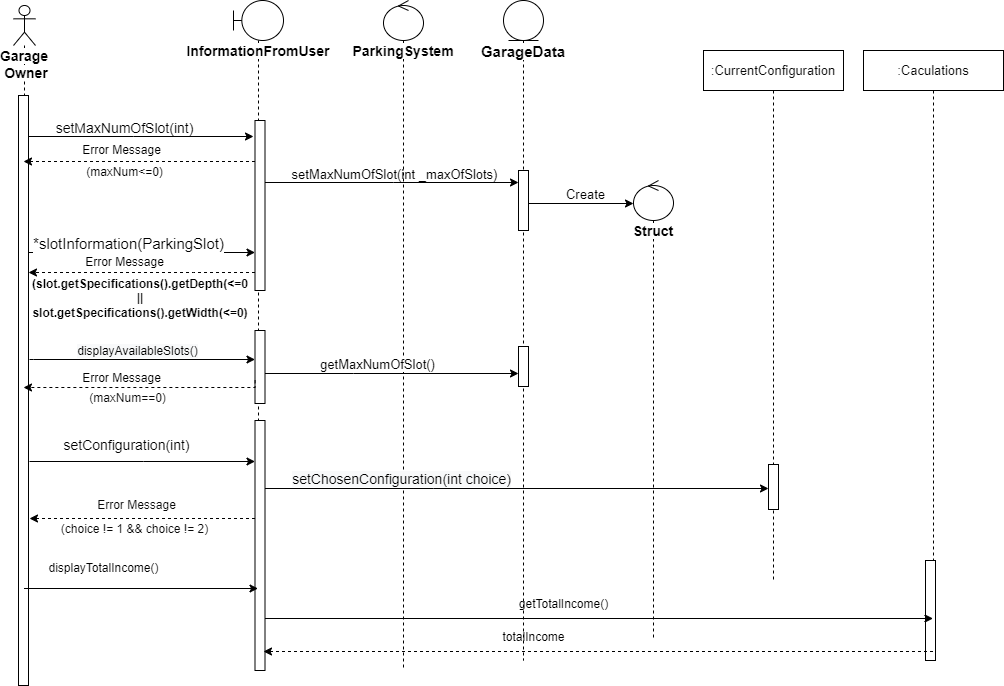 Garage
Owner
InformationFromUser
ParkingSystem
GarageData
:CurrentConfiguration
:Caculations
setMaxNumOfSlot(int)
Error Message
(maxNum<=0)
setMaxNumOfSlot(int _maxOfSlots)
Create
Struct
*slotInformation(ParkingSlot)
Error Message
(slot.getSpecifications().getDepth(<=0
||
slot.getSpecifications().getWidth(<=0)
displayAvailableSlots()
getMaxNumOfSlot()
Error Message
(maxNum==0)
setConfiguration(int)
setChosenConfiguration(int choice)
Error Message
(choice != 1 && choice != 2)
displayTotalIncome()
getTotalIncome()
totalIncome